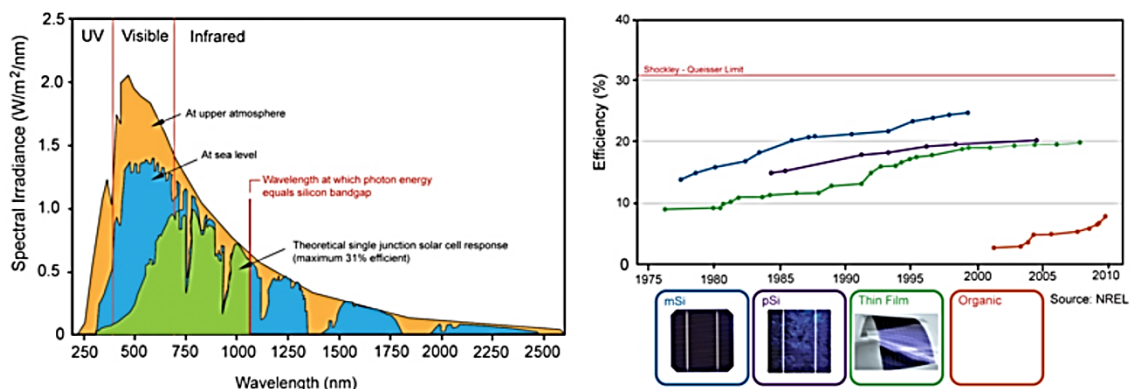 2.5
2.0
1.5
1.0
0.5
0
Spectral Irradiance (W/m²/nm)
UV
Visible
Infrared
At upper atmosphere
At sea level
Wavelength at which photon energy
equals silicon bandgap
Theoretical single junction solar cell response
(maximum 31% efficient)
250 500 750 1000 1250 1500 1750 2000 2250 2500
Wavelength (nm)
40
30
20
10
0
Efficiency (%)
Shockley - Queisser Limit
1975 1980 1985 1990 1995 2000 2005 2010
mSi
pSi
Thin Film
Organic
Source: NREL